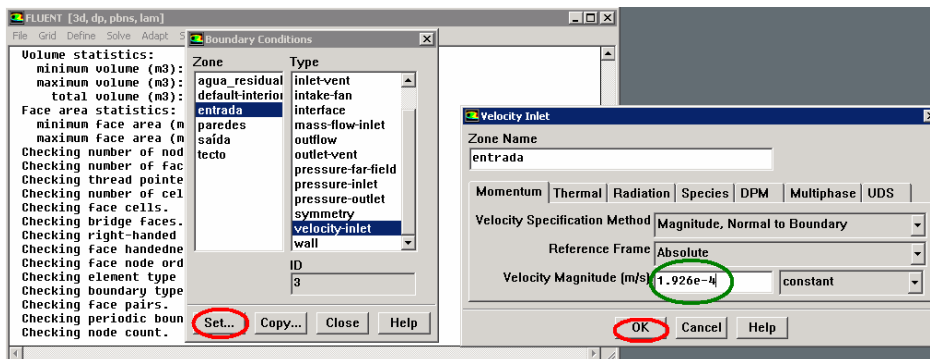 FLUENT [3d, dp, pbns, lam]
File Grid Define Solve Adapt S
Volume statistics:
minimum volume (m3):
maximum volume (m3):
total volume (m3):
Face area statistics:
minimum face area (m
maximum face area (m
Checking number of nod
Checking number of fac
Checking thread pointe
Checking number of cel
Checking face cells.
Checking bridge faces.
Checking right-handed
Checking face handedne
Checking face node ord
Checking element type
Checking boundary type
Checking face pairs.
Checking periodic boun
Checking node count.
Boundary Conditions
Zone
agua_residual
default-interior
entrada
paredes
saída
tecto
Type
inlet-vent
intake-fan
interface
mass-flow-inlet
outflow
outlet-vent
pressure-far-field
pressure-inlet
pressure-outlet
symmetry
velocity-inlet
wall
ID
3
Set... Copy... Close Help
Velocity Inlet
Zone Name
entrada
Momentum Thermal Radiation Species DPM Multiphase UDS
Velocity Specification Method Magnitude, Normal to Boundary
Reference Frame Absolute
Velocity Magnitude (m/s) 1.926e-4 constant
OK Cancel Help